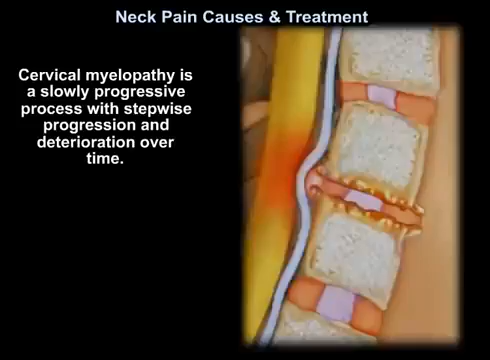 Neck Pain Causes & Treatment
Cervical myelopathy is
a slowly progressive
process with stepwise
progression and
deterioration over
time.